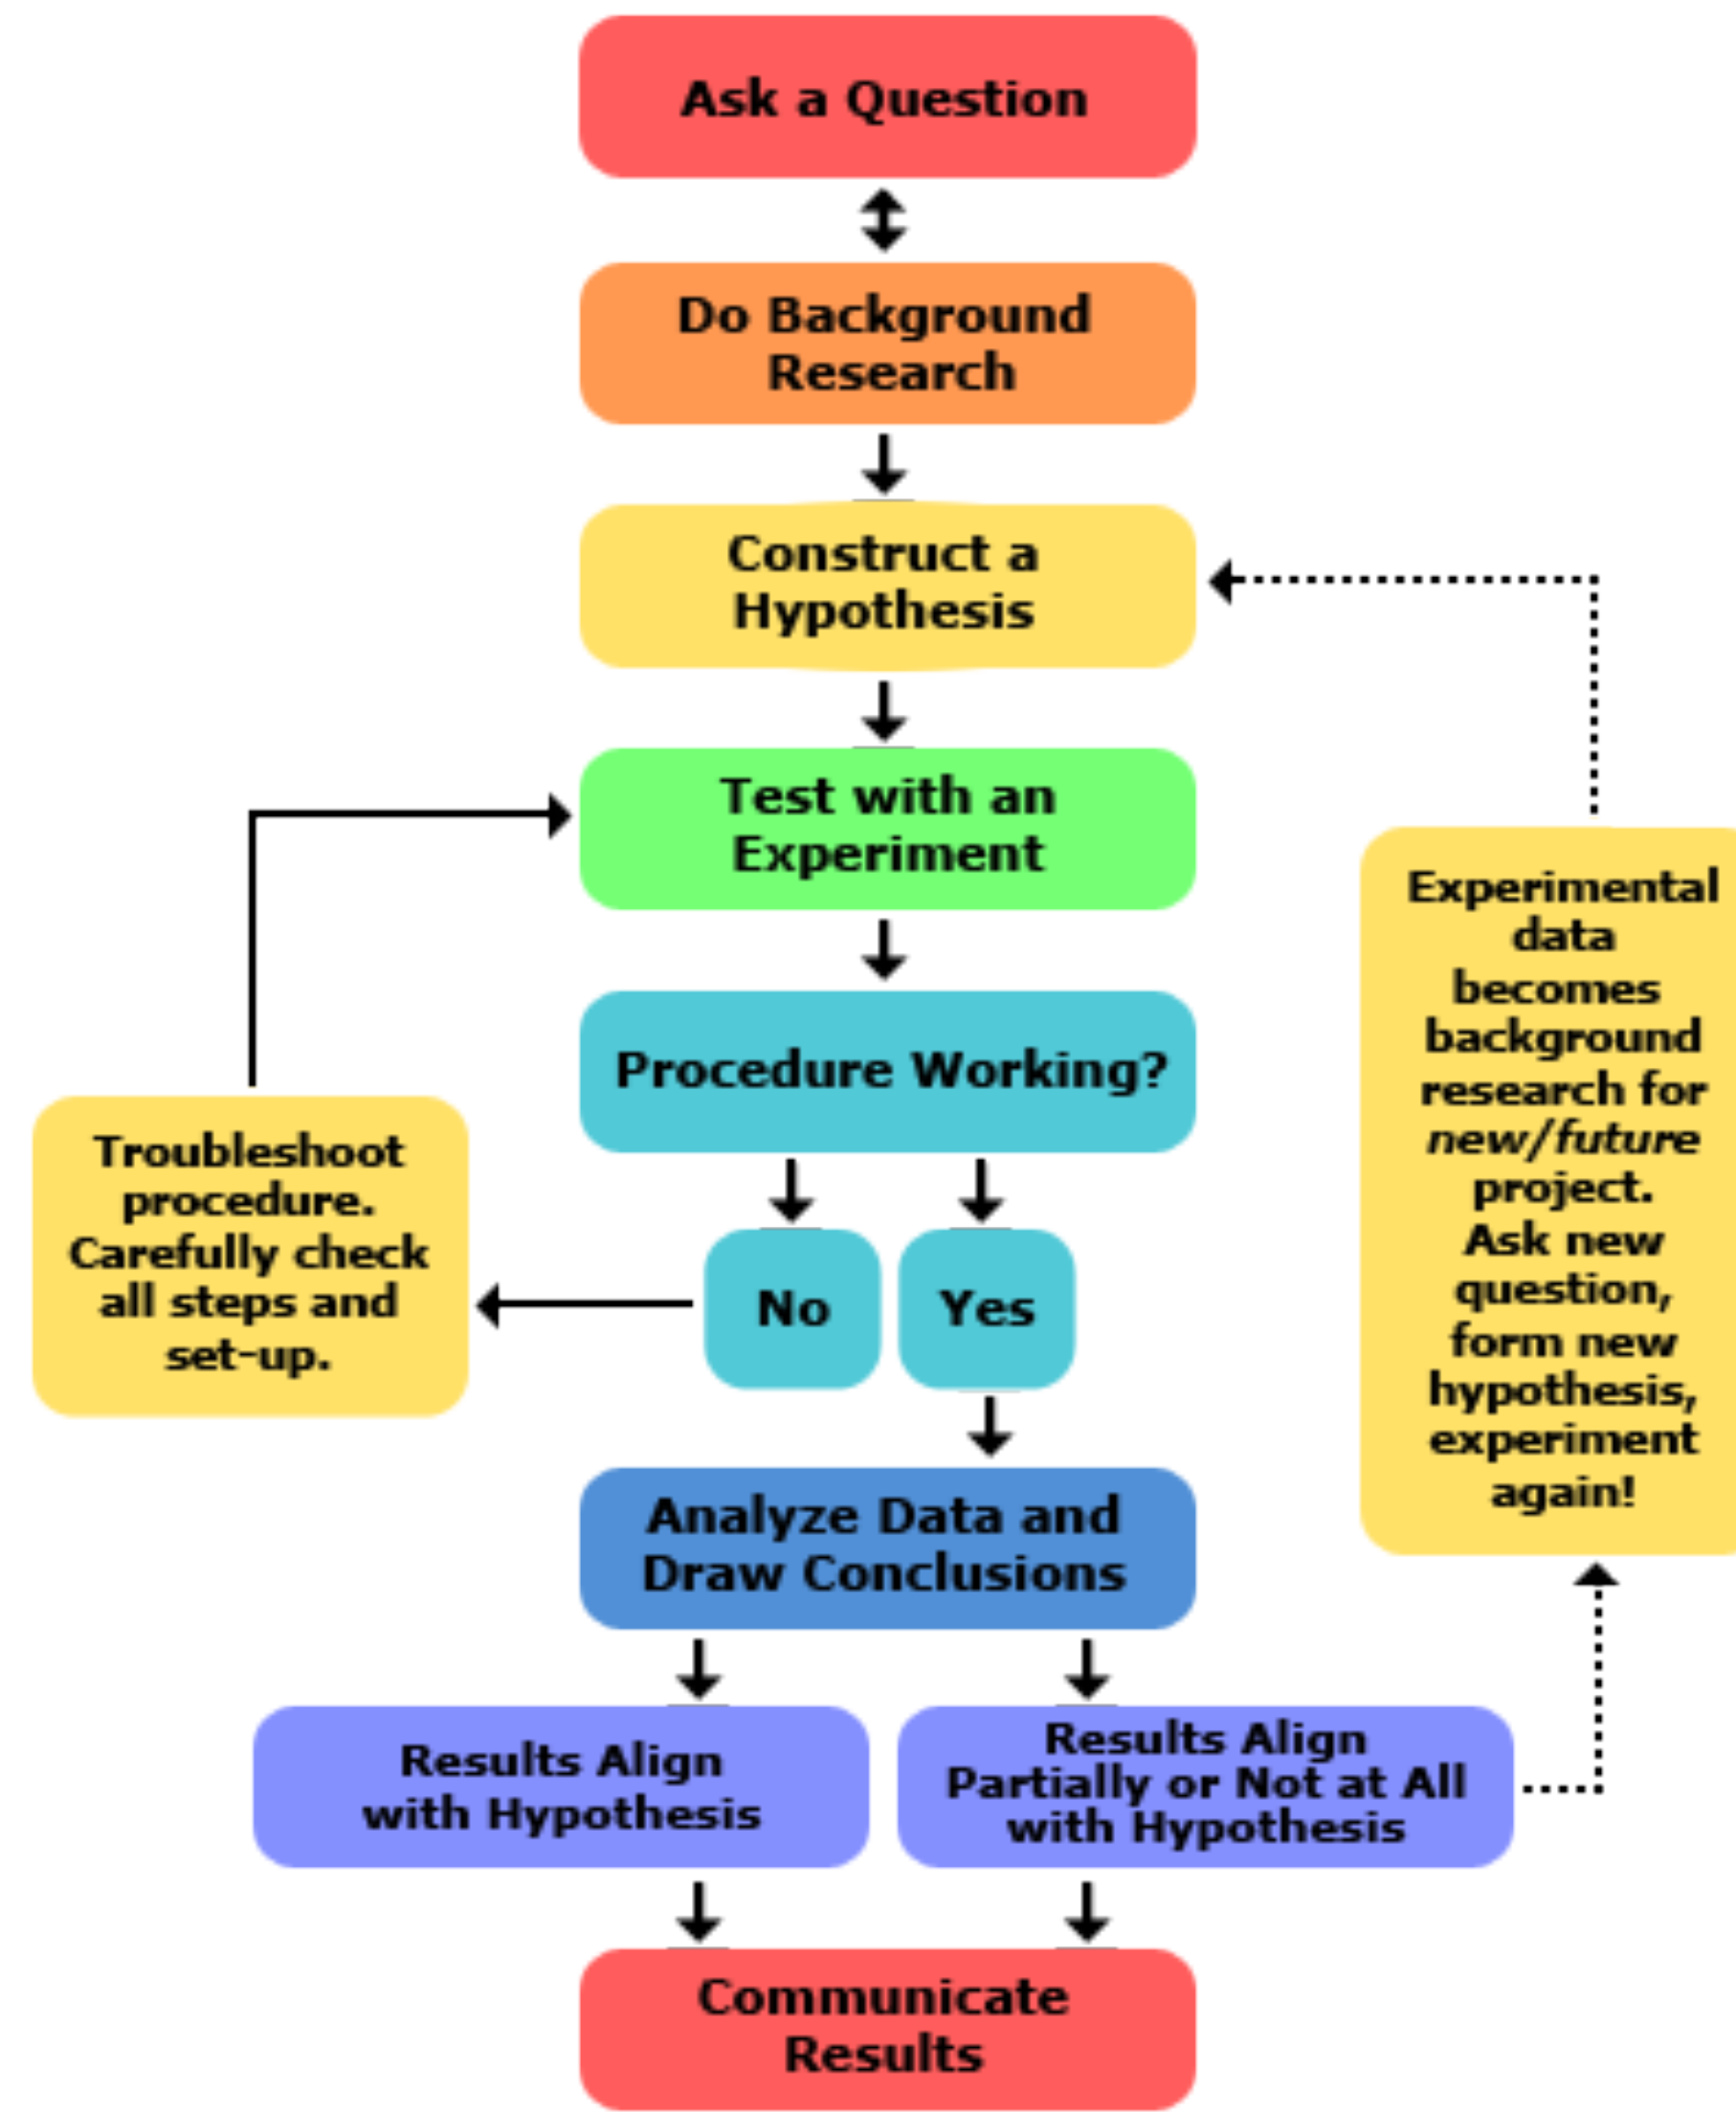 Ask a Question
Do Background
Research
Construct a
Hypothesis
Test with an
Experiment
Procedure Working?
No
Yes
Troubleshoot
procedure.
Carefully check
all steps and
set-up.
Experimental
data
becomes
background
research for
new/future
project.
Ask new
question,
form new
hypothesis,
experiment
again!
Analyze Data and
Draw Conclusions
Results Align
with Hypothesis
Results Align
Partially or Not at All
with Hypothesis
Communicate
Results